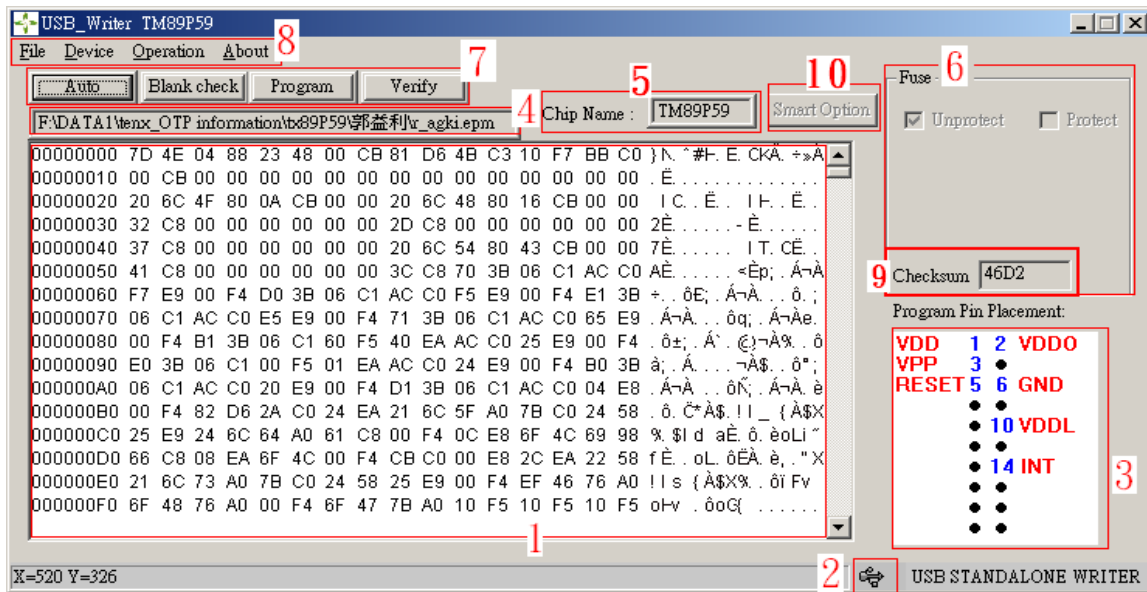 USB_Writer TM89P59
File Device Operation About 8
Auto Blank check Program Verify 7
F:\DATA1\tenx_OTP information\tx89P59\郭益利\r_agki.epm 4
5 Chip Name : TM89P59
10 Smart Option
Fuse 6
Unprotect Protect
00000000 7D 4E 04 88 23 48 00 CB 81 D6 4B C3 10 F7 BB C0
00000010 00 CB 00 00 00 00 00 00 00 00 00 00 00 00 00 00
00000020 20 6C 4F 80 0A CB 00 00 20 6C 48 80 16 CB 00 00
00000030 32 C8 00 00 00 00 00 00 2D C8 00 00 00 00 00 00
00000040 37 C8 00 00 00 00 00 00 20 6C 54 80 43 CB 00 00
00000050 41 C8 00 00 00 00 00 00 3C C8 70 3B 06 C1 AC C0
00000060 F7 E9 00 F4 D0 3B 06 C1 AC C0 F5 E9 00 F4 E1 3B
00000070 06 C1 AC C0 E5 E9 00 F4 71 3B 06 C1 AC C0 65 E9
00000080 00 F4 B1 3B 06 C1 60 F5 40 EA AC C0 25 E9 00 F4
00000090 E0 3B 06 C1 00 F5 01 EA AC C0 24 E9 00 F4 B0 3B
000000A0 06 C1 AC C0 20 E9 00 F4 D1 3B 06 C1 AC C0 04 E8
000000B0 00 F4 82 D6 2A C0 24 EA 21 6C 5F A0 7B C0 24 58
000000C0 25 E9 24 6C 64 A0 61 C8 00 F4 0C E8 6F 4C 69 98
000000D0 66 C8 08 EA 6F 4C 00 F4 CB C0 00 E8 2C EA 22 58
000000E0 21 6C 73 A0 7B C0 24 58 25 E9 00 F4 EF 46 76 A0
000000F0 6F 48 76 A0 00 F4 6F 47 7B A0 10 F5 10 F5 10 F5
1
9 Checksum 46D2
Program Pin Placement:
VDD 1 2 VDDO
VPP 3
RESET 5 6 GND
10 VDDL
14 INT
3
X=520 Y=326
2 USB STANDALONE WRITER